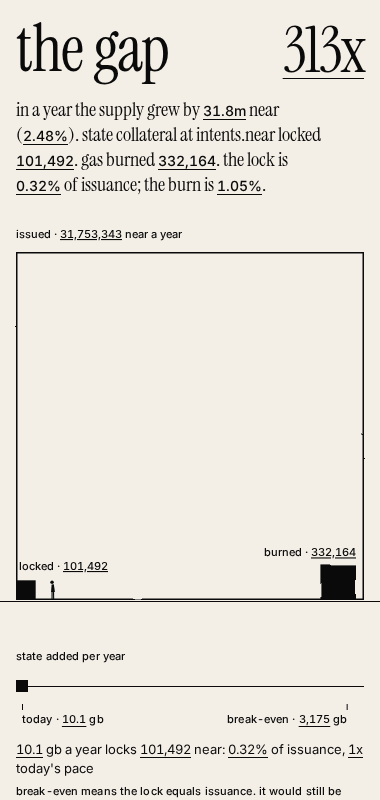 the gap 313x
in a year the supply grew by 31.8m near
(2.48%). state collateral at intents.near locked
101,492. gas burned 332,164. the lock is
0.32% of issuance; the burn is 1.05%.
issued · 31,753,343 near a year
burned · 332,164
locked · 101,492
state added per year
today · 10.1 gb break-even · 3,175 gb
10.1 gb a year locks 101,492 near: 0.32% of issuance, 1x
today's pace
break-even means the lock equals issuance. it would still be